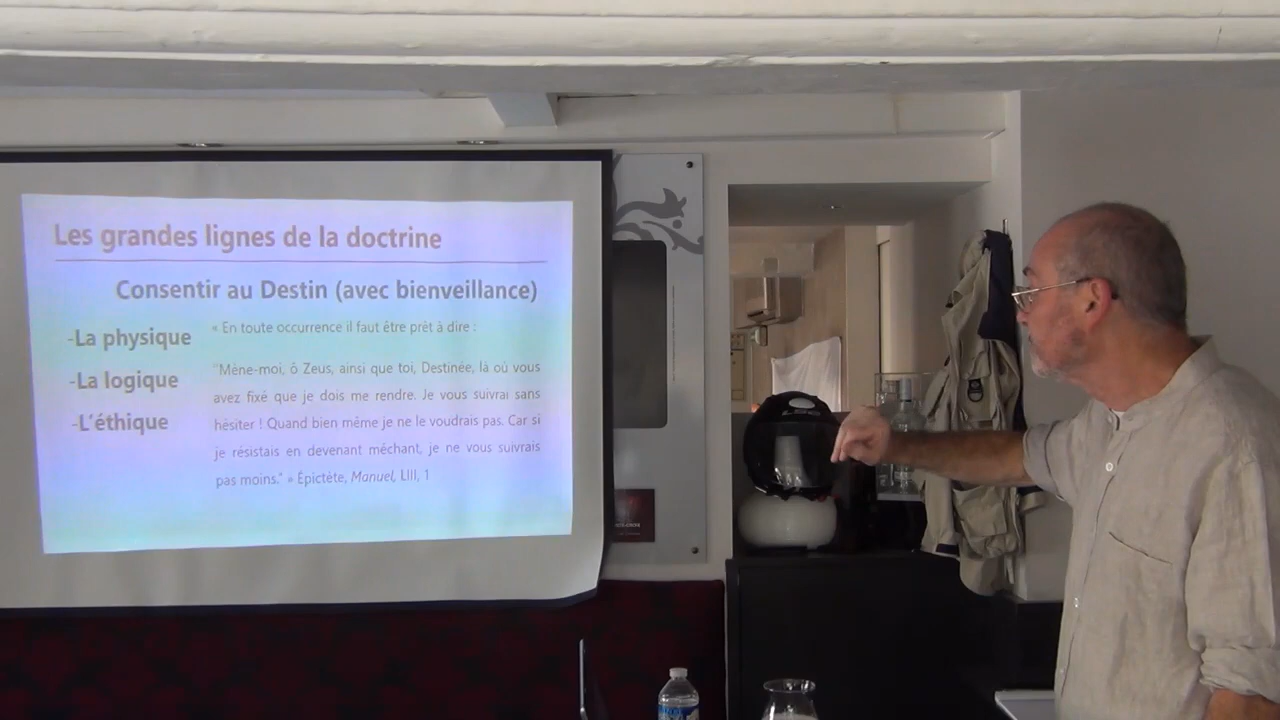 Les grandes lignes de la doctrine
Consentir au Destin (avec bienveillance)
-La physique
-La logique
-L'éthique
« En toute occurrence il faut être prêt à dire :
"Mène-moi, ô Zeus, ainsi que toi, Destinée, là où vous
avez fixé que je dois me rendre. Je vous suivrai sans
hésiter ! Quand bien même je ne le voudrais pas. Car si
je résistais en devenant méchant, je ne vous suivrais
pas moins." » Épictète, Manuel, LIII, 1